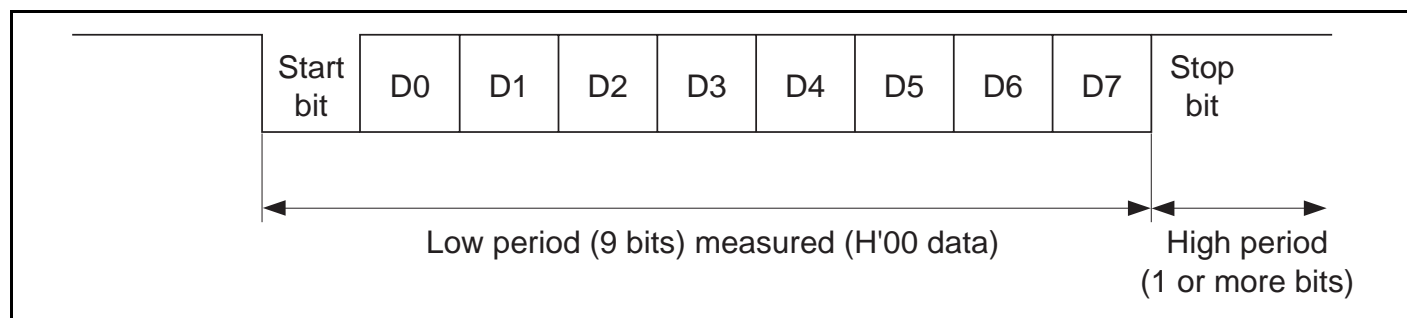 Start
bit
D0
D1
D2
D3
D4
D5
D6
D7
Stop
bit
Low period (9 bits) measured (H'00 data)
High period
(1 or more bits)